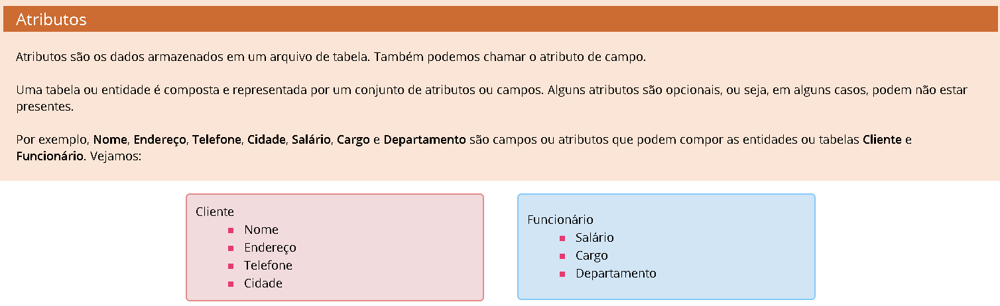 Atributos
Atributos são os dados armazenados em um arquivo de tabela. Também podemos chamar o atributo de campo.
Uma tabela ou entidade é composta e representada por um conjunto de atributos ou campos. Alguns atributos são opcionais, ou seja, em alguns casos, podem não estar
presentes.
Por exemplo, Nome, Endereço, Telefone, Cidade, Salário, Cargo e Departamento são campos ou atributos que podem compor as entidades ou tabelas Cliente e
Funcionário. Vejamos:
Cliente
Nome
Endereço
Telefone
Cidade
Funcionário
Salário
Cargo
Departamento